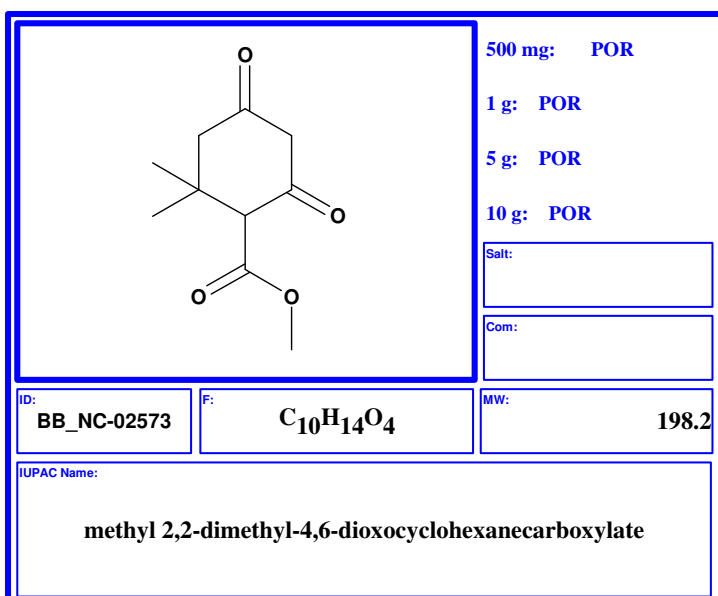 O
O
O
O
500 mg: POR
1 g: POR
5 g: POR
10 g: POR
Salt:
Com:
ID:
BB_NC-02573
F:
C10H14O4
MW:
198.2
IUPAC Name:
methyl 2,2-dimethyl-4,6-dioxocyclohexanecarboxylate